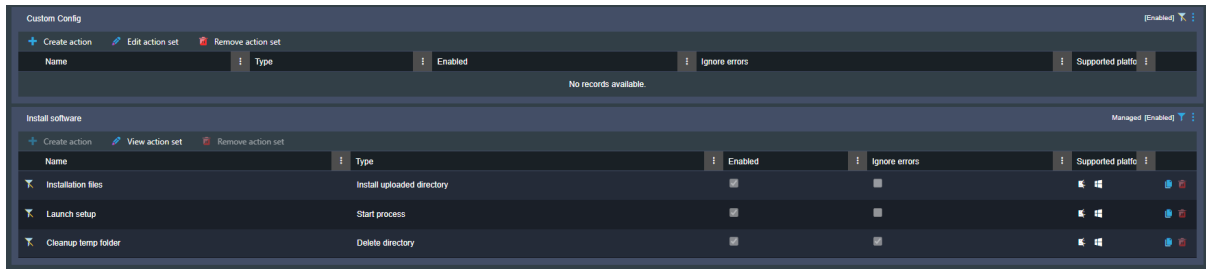 Custom Config [Enabled]
Create action Edit action set Remove action set
Name Type Enabled Ignore errors Supported platfo
No records available.
Install software Managed [Enabled]
Create action View action set Remove action set
Name Type Enabled Ignore errors Supported platfo
Installation files Install uploaded directory
Launch setup Start process
Cleanup temp folder Delete directory